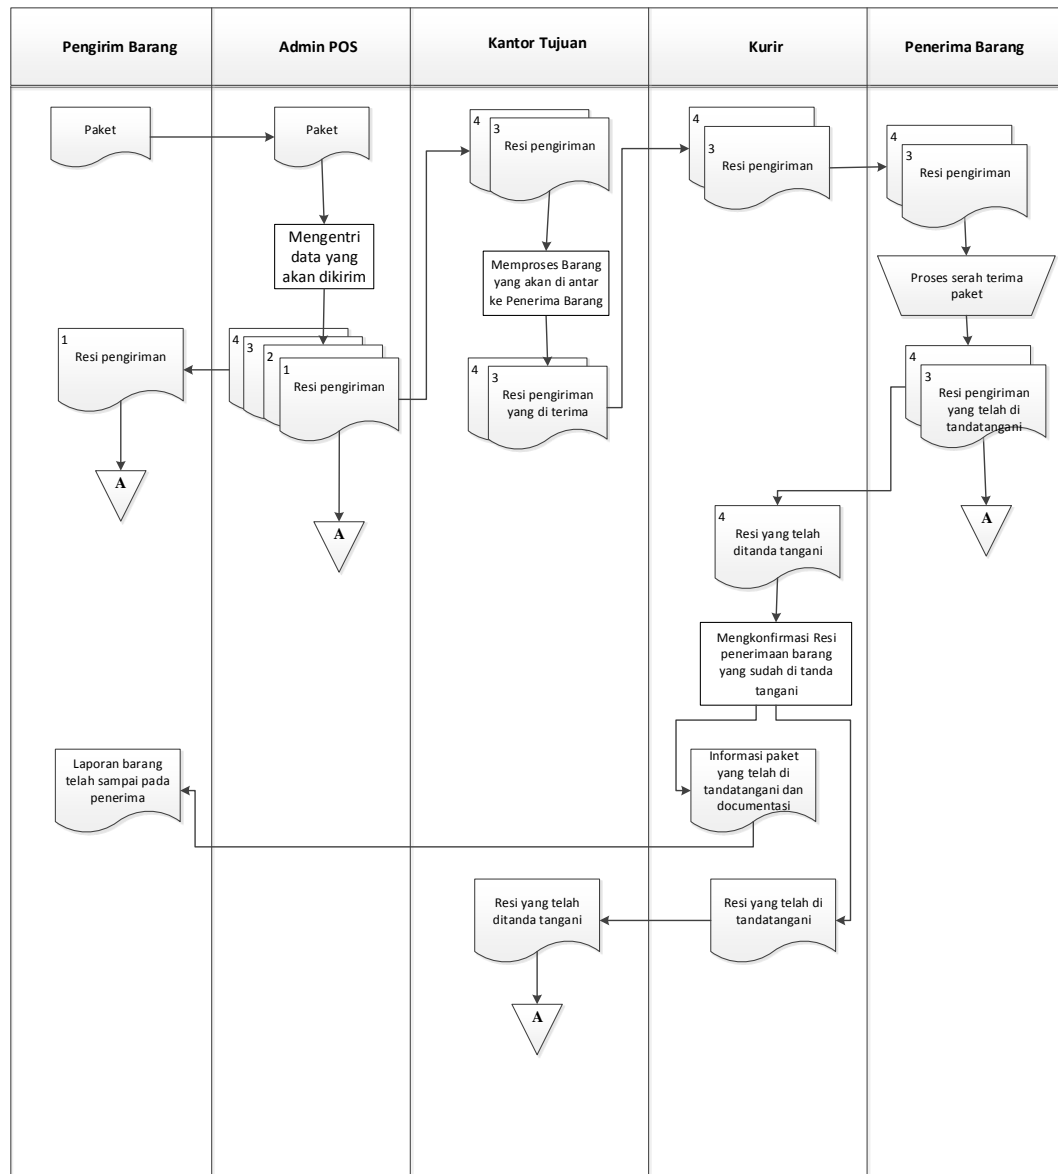 Pengirim Barang
Admin POS
Kantor Tujuan
Kurir
Penerima Barang
Paket
Paket
4
3
Resi pengiriman
4
3
Resi pengiriman
4
3
Resi pengiriman
Mengentri
data yang
akan dikirim
Memproses Barang
yang akan di antar
ke Penerima Barang
Proses serah terima
paket
1
Resi pengiriman
4
3
2
1
Resi pengiriman
4
3
Resi pengiriman
yang di terima
4
3
Resi pengiriman
yang telah di
tandatangani
A
A
A
4
Resi yang telah
ditanda tangani
Mengkonfirmasi Resi
penerimaan barang
yang sudah di tanda
tangani
Laporan barang
telah sampai pada
penerima
Informasi paket
yang telah di
tandatangani dan
documentasi
Resi yang telah
ditanda tangani
Resi yang telah di
tandatangani
A